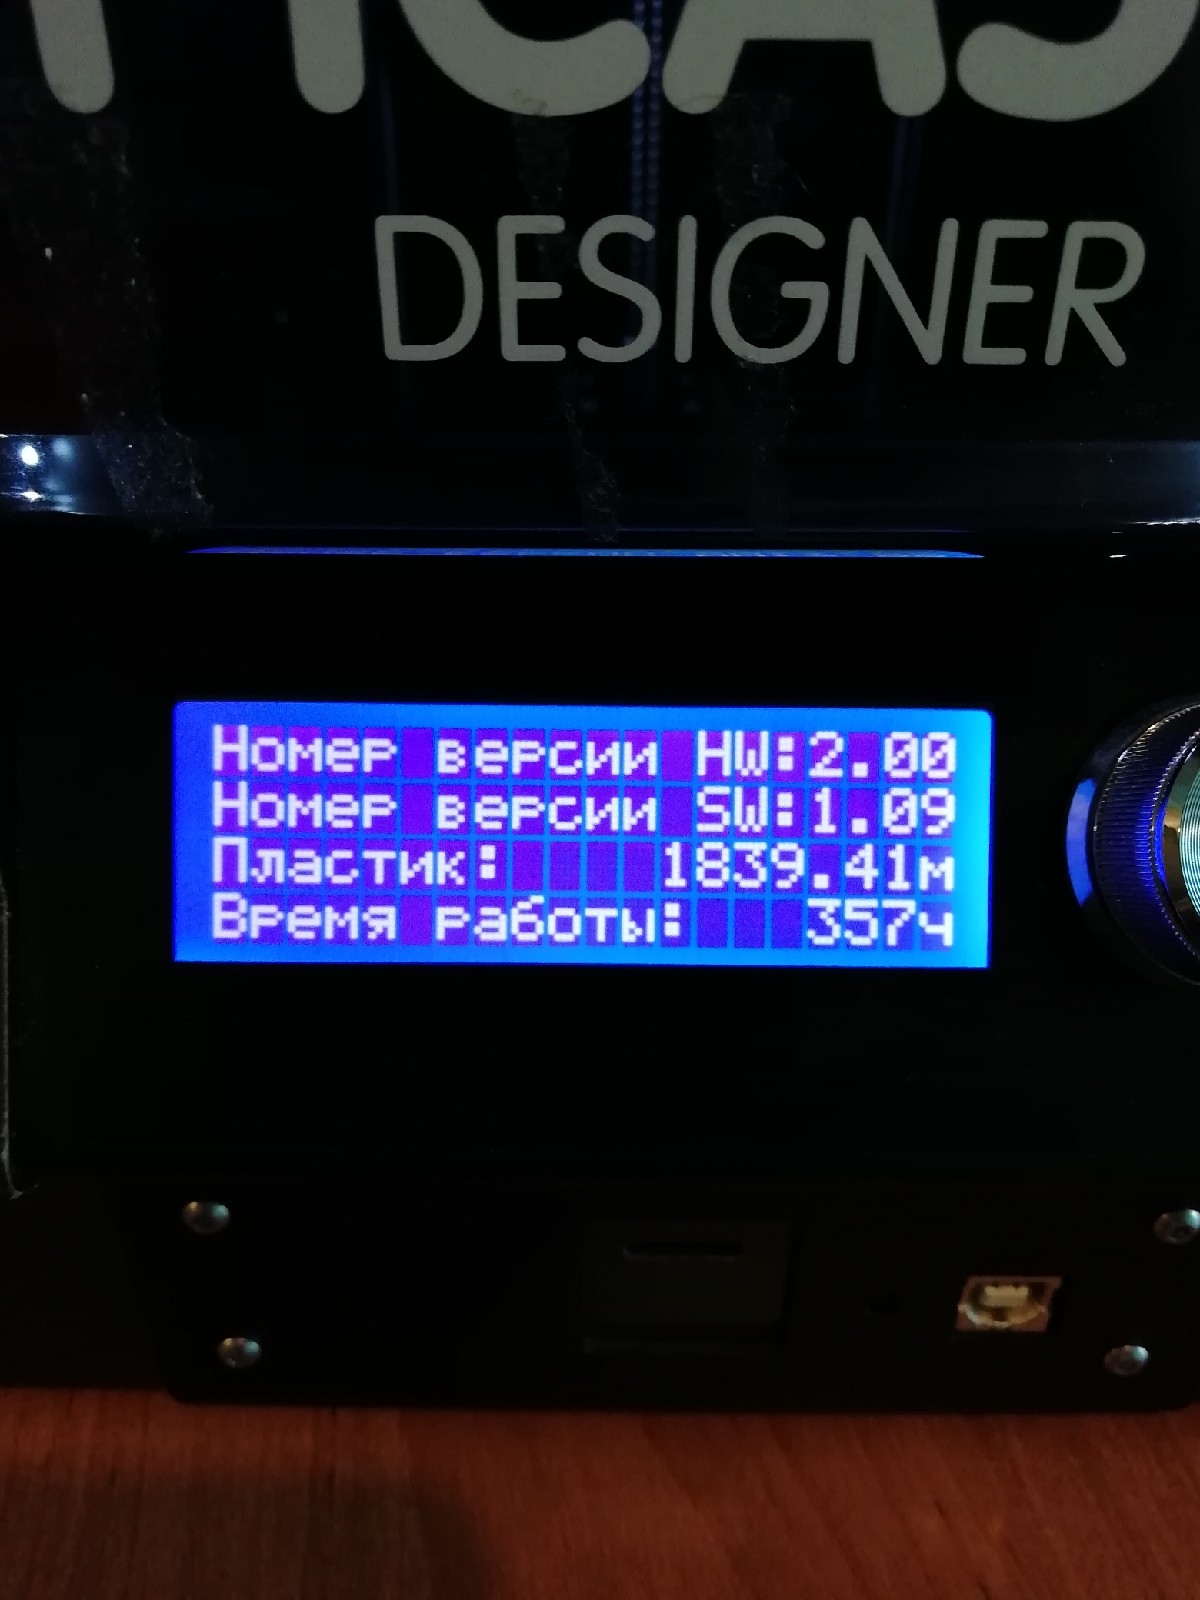 DESIGNER
Номер версии HW:2.00
Номер версии SW:1.09
Пластик: 1839.41м
Время работы: 357ч